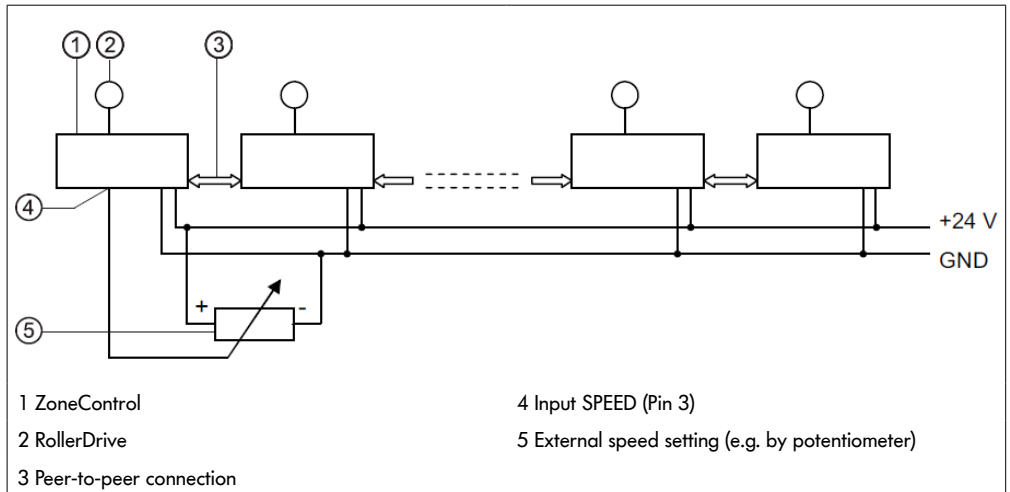 1 2 3
4
+24 V
GND
+ -
5
1 ZoneControl
2 RollerDrive
3 Peer-to-peer connection
4 Input SPEED (Pin 3)
5 External speed setting (e.g. by potentiometer)